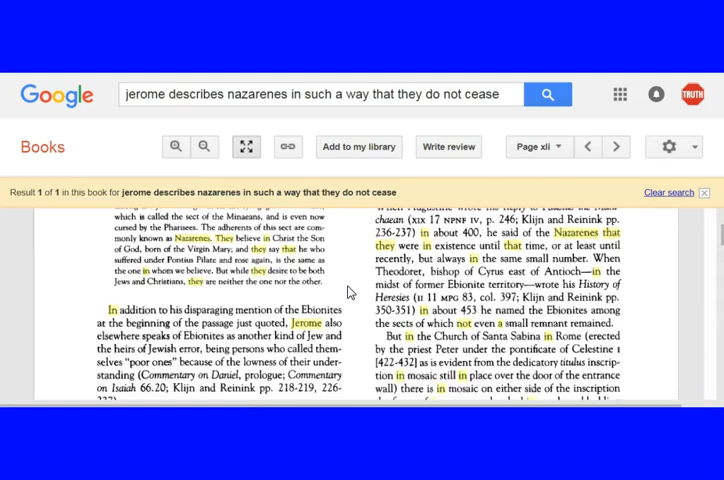 Google
jerome describes nazarenes in such a way that they do not cease
TRUTH
Books
Add to my library
Write review
Page xli
Result 1 of 1 in this book for jerome describes nazarenes in such a way that they do not cease
Clear search
which is called the sect of the Minaeans, and is even now
cursed by the Pharisees. The adherents of this sect are com-
monly known as Nazarenes. They believe in Christ the Son
of God, born of the Virgin Mary; and they say that he who
suffered under Pontius Pilate and rose again, is the same as
the one in whom we believe. But while they desire to be both
Jews and Christians, they are neither the one nor the other.
In addition to his disparaging mention of the Ebionites
at the beginning of the passage just quoted, Jerome also
elsewhere speaks of Ebionites as another kind of Jew and
the heirs of Jewish error, being persons who called them-
selves "poor ones" because of the lowness of their under-
standing (Commentary on Daniel, prologue; Commentary
on Isaiah 66.20; Klijn and Reinink pp. 218-219, 226-
chaean (XIX 17 NPNF IV, p. 246; Klijn and Reinink pp.
236-237) in about 400, he said of the Nazarenes that
they were in existence until that time, or at least until
recently, but always in the same small number. When
Theodoret, bishop of Cyrus east of Antioch—in the
midst of former Ebionite territory—wrote his History of
Heresies (II 11 MPG 83, col. 397; Klijn and Reinink pp.
350-351) in about 453 he named the Ebionites among
the sects of which not even a small remnant remained.
But in the Church of Santa Sabina in Rome (erected
by the priest Peter under the pontificate of Celestine I
[422-432] as is evident from the dedicatory titulus inscrip-
tion in mosaic still in place over the door of the entrance
wall) there is in mosaic on either side of the inscription